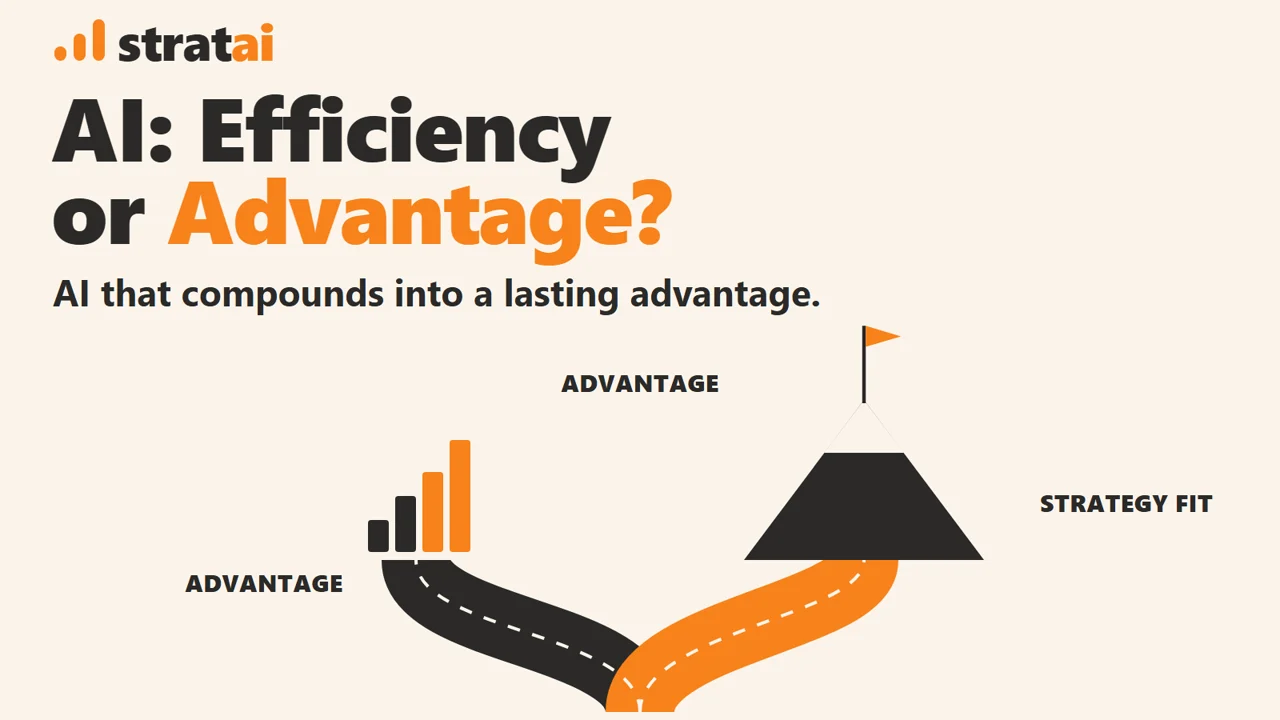 stratai
AI: Efficiency
or Advantage?
AI that compounds into a lasting advantage.
ADVANTAGE
STRATEGY FIT
ADVANTAGE